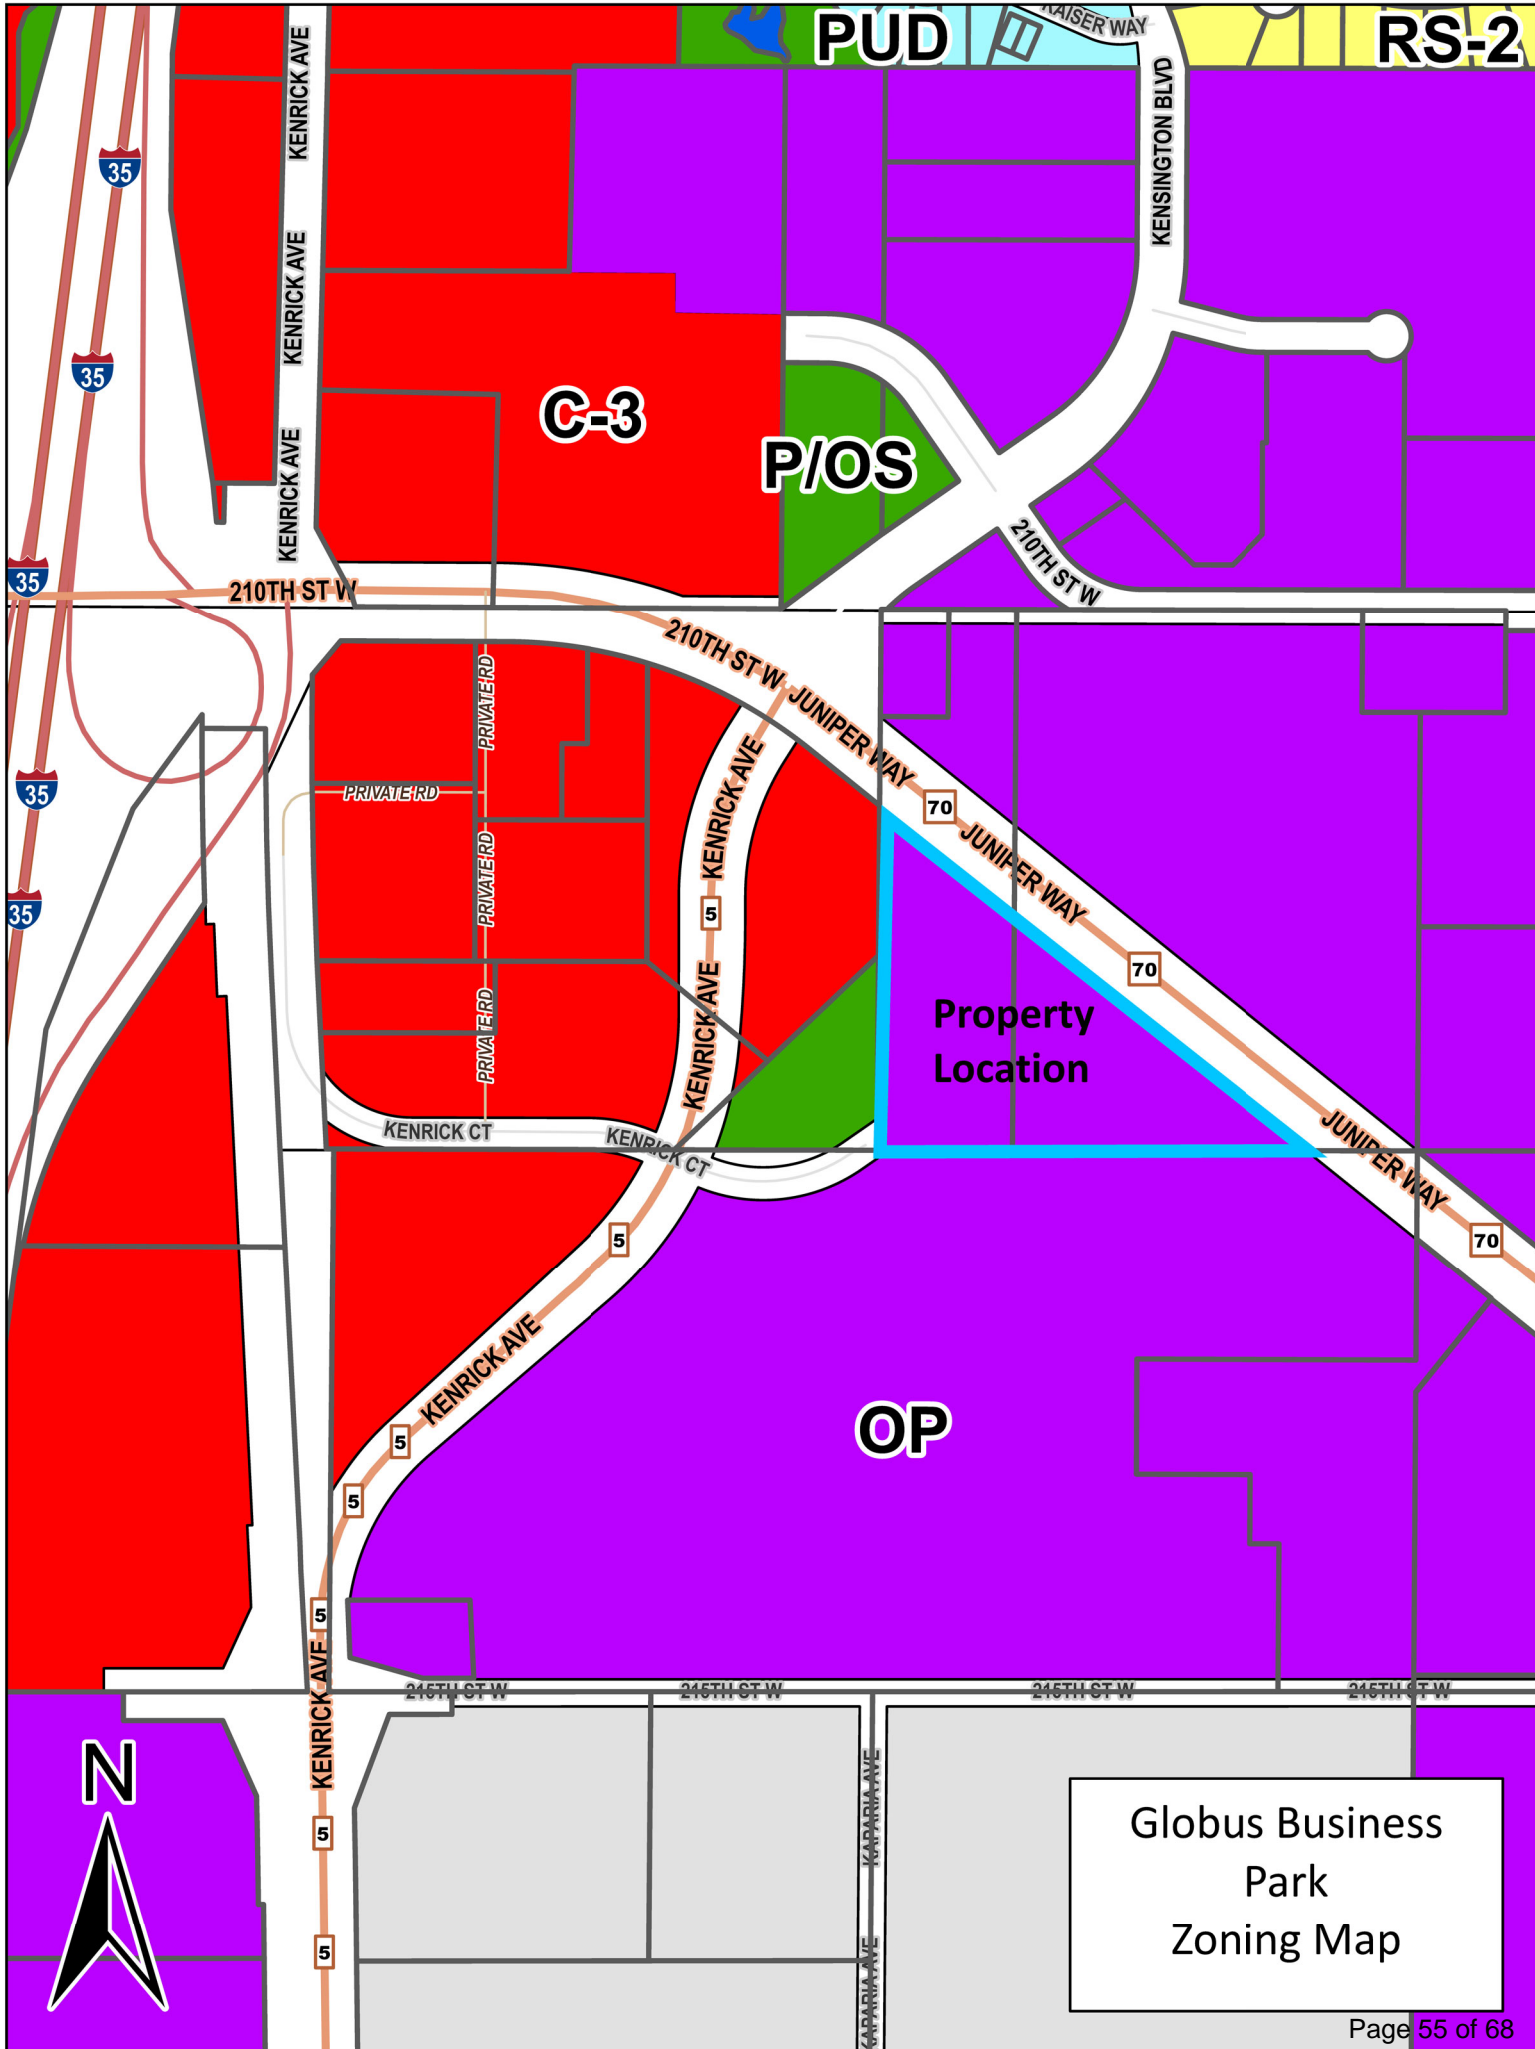 KAISER WAY
PUD
RS-2
KENRICK AVE
KENSINGTON BLVD
35
KENRICK AVE
35
C-3
P/OS
KENRICK AVE
210TH ST W
35
210TH ST W
210TH ST W
PRIVATE RD
JUNIPER WAY
KENRICK AVE
35
PRIVATE RD
70
JUNIPER WAY
PRIVATE RD
35
5
70
KENRICK AVE
PRIVATE RD
Property
Location
KENRICK CT
KENRICK CT
JUNIPER WAY
5
70
KENRICK AVE
5
OP
5
5
KENRICK AVE
215TH ST W
215TH ST W
215TH ST W
215TH ST W
N
KAPARIA AVE
5
Globus Business
Park
Zoning Map
5
KAPARIA AVE
Page 55 of 68